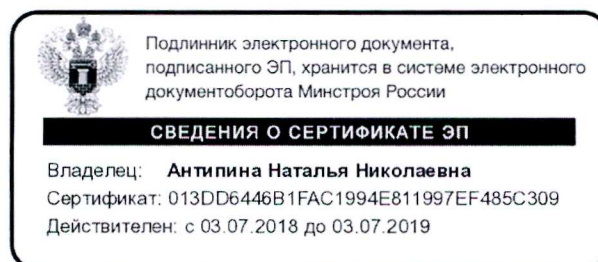 Подлинник электронного документа,
подписанного ЭП, хранится в системе электронного
документоборота Минстроя России
СВЕДЕНИЯ О СЕРТИФИКАТЕ ЭП
Владелец: Антипина Наталья Николаевна
Сертификат: 013DD6446B1FAC1994E811997EF485C309
Действителен: с 03.07.2018 до 03.07.2019